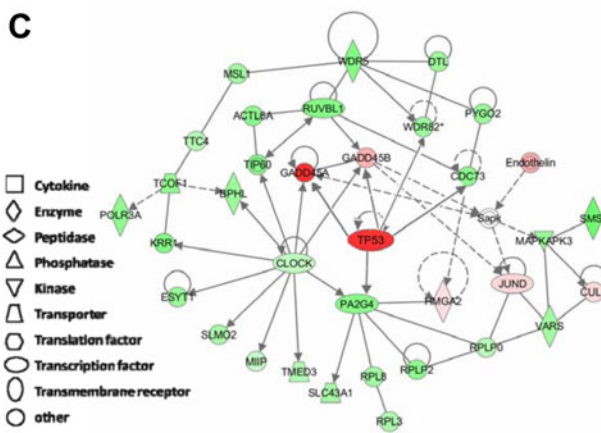 C
WDR5
DTL
MSL1
ACTL6A
RUVBL1
PYGO2
WDR82*
TTC4
TIP60
GADD45B
GADD45A
CDC73
Endothelin
TCOF1
BPHL
POLR3A
Sapk
SMS
KRR1
TP53
MAPKAPK3
CLOCK
ESYT1
PA2G4
HMGA2
JUND
CUL
VARS
SLMO2
MIIP
TMED3
SLC43A1
RPL8
RPLP2
RPLP0
RPL3
Cytokine
Enzyme
Peptidase
Phosphatase
Kinase
Transporter
Translation factor
Transcription factor
Transmembrane receptor
other